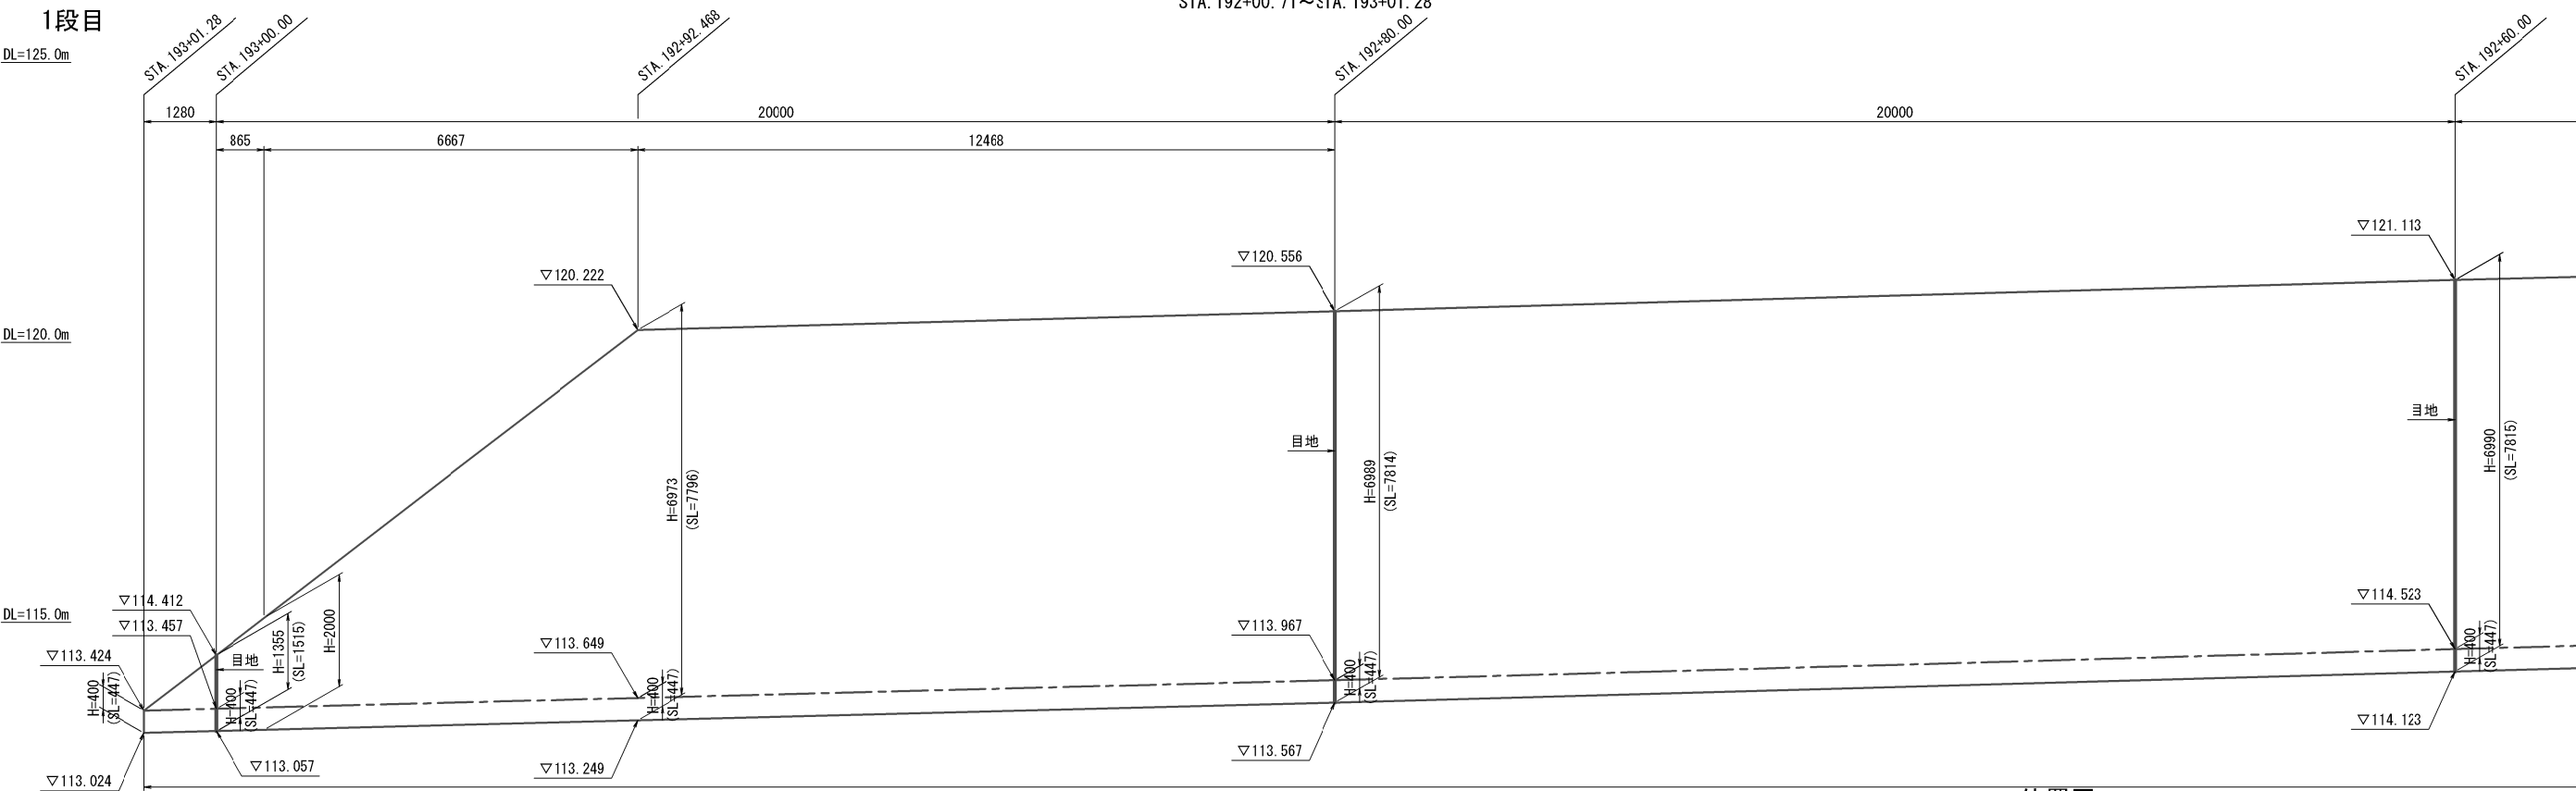 STA.192+00.71～STA.193+01.28
1段目
DL=125.0m
STA.193+01.28
STA.193+00.00
STA.192+92.468
STA.192+80.00
STA.192+60.00
1280
20000
20000
865
6667
12468
▽121.113
▽120.556
▽120.222
DL=120.0m
目地
目地
H=6973
(SL=7796)
H=6989
(SL=7814)
H=6990
(SL=7815)
DL=115.0m
▽114.412
▽113.457
▽113.424
目地
H=1355
(SL=1515)
H=2000
▽113.649
▽113.967
▽114.523
H=400
(SL=447)
H=400
(SL=447)
H=400
(SL=447)
H=400
(SL=447)
H=400
(SL=447)
▽113.024
▽113.057
▽113.249
▽113.567
▽114.123